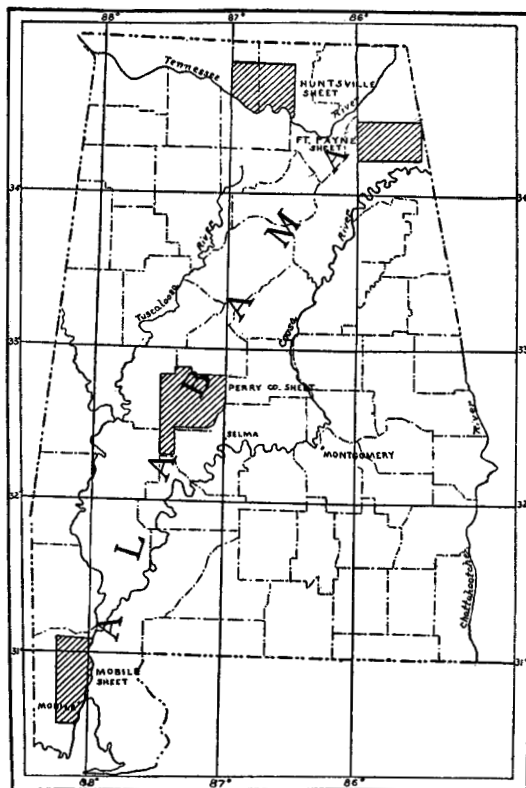 88° 87° 86°
Tennessee
HUNTSVILLE
SHEET
River
FT. PAYNE
SHEET
34 34
River
River
Tuscaloosa
Coosa
33 33
PERRY CO. SHEET
SELMA
MONTGOMERY
River
32 32
ALABAMA
Chattahoochee
31 31°
MOBILE
SHEET
MOBILE
88° 87° 86°